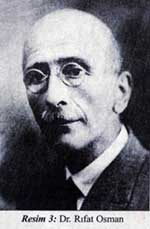 Resim 3: Dr. Rıfat Osman